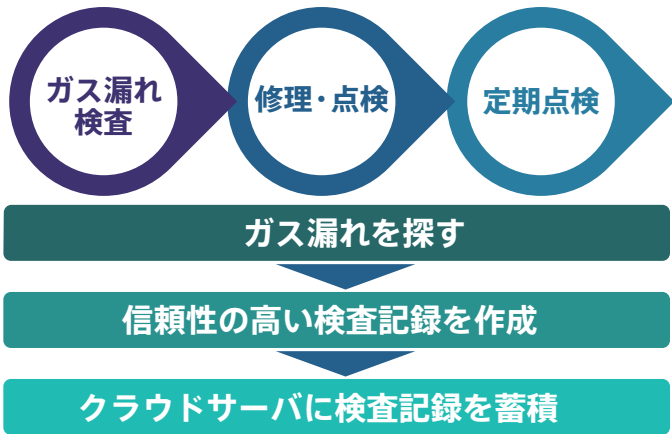 ガス漏れ
検査
修理・点検
定期点検
ガス漏れを探す
信頼性の高い検査記録を作成
クラウドサーバに検査記録を蓄積